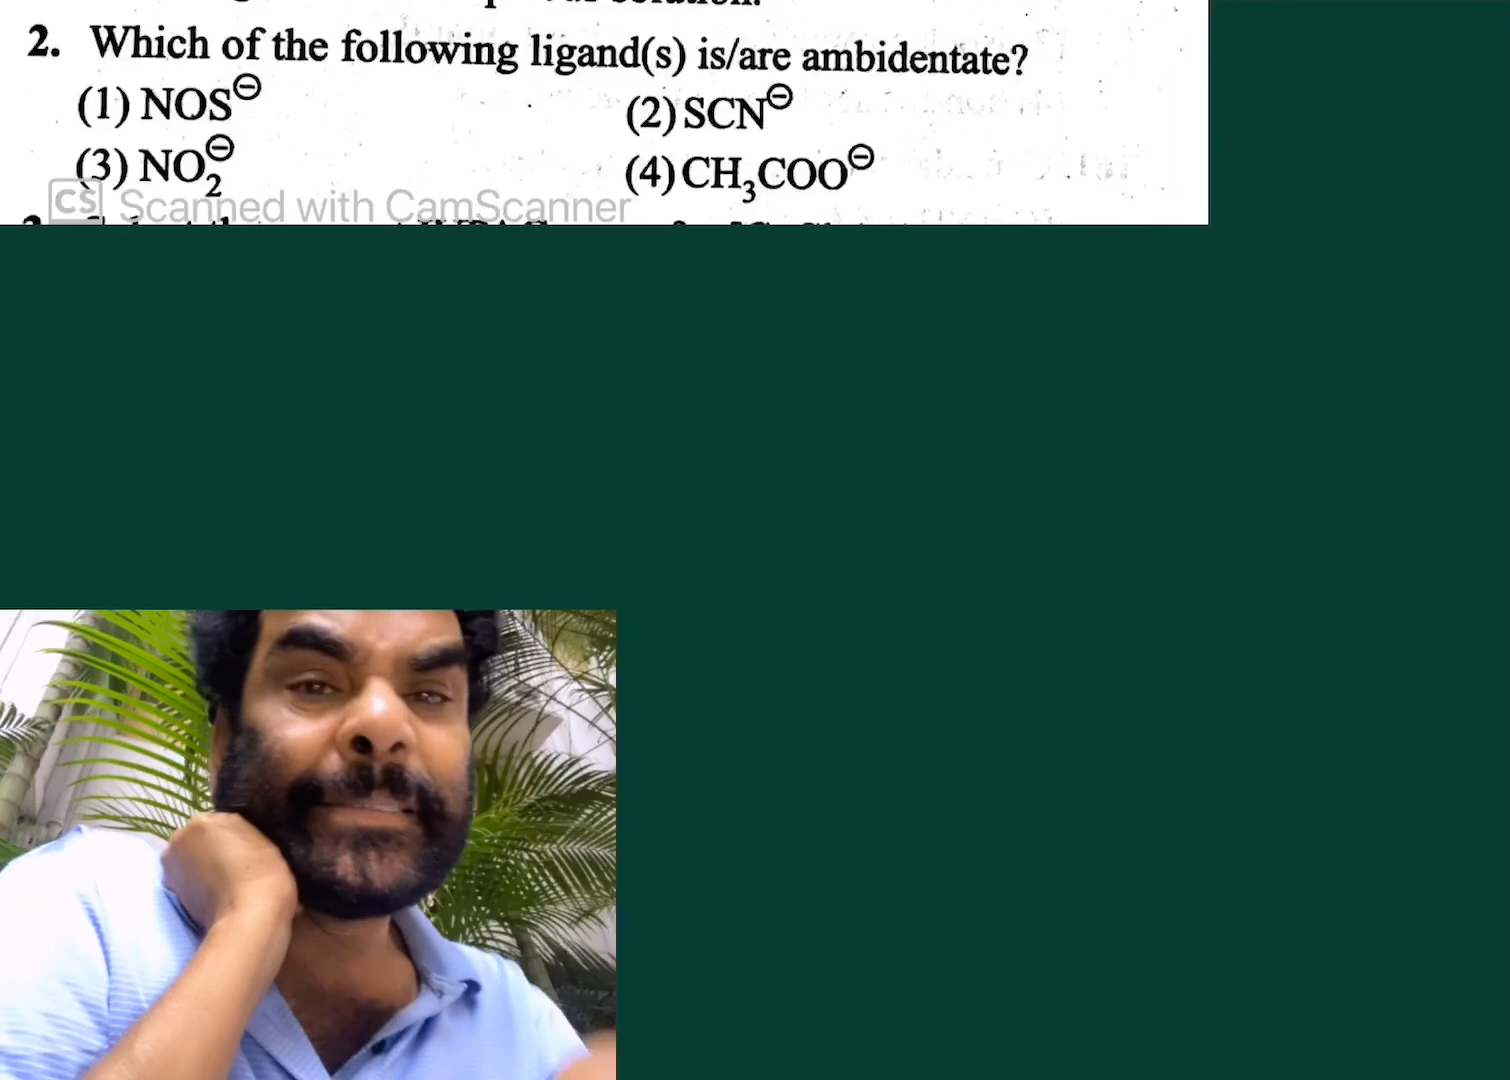 2. Which of the following ligand(s) is/are ambidentate?
(1) NOS⊖ (2) SCN⊖
(3) NO₂⊖ (4) CH₃COO⊖
CS Scanned with CamScanner